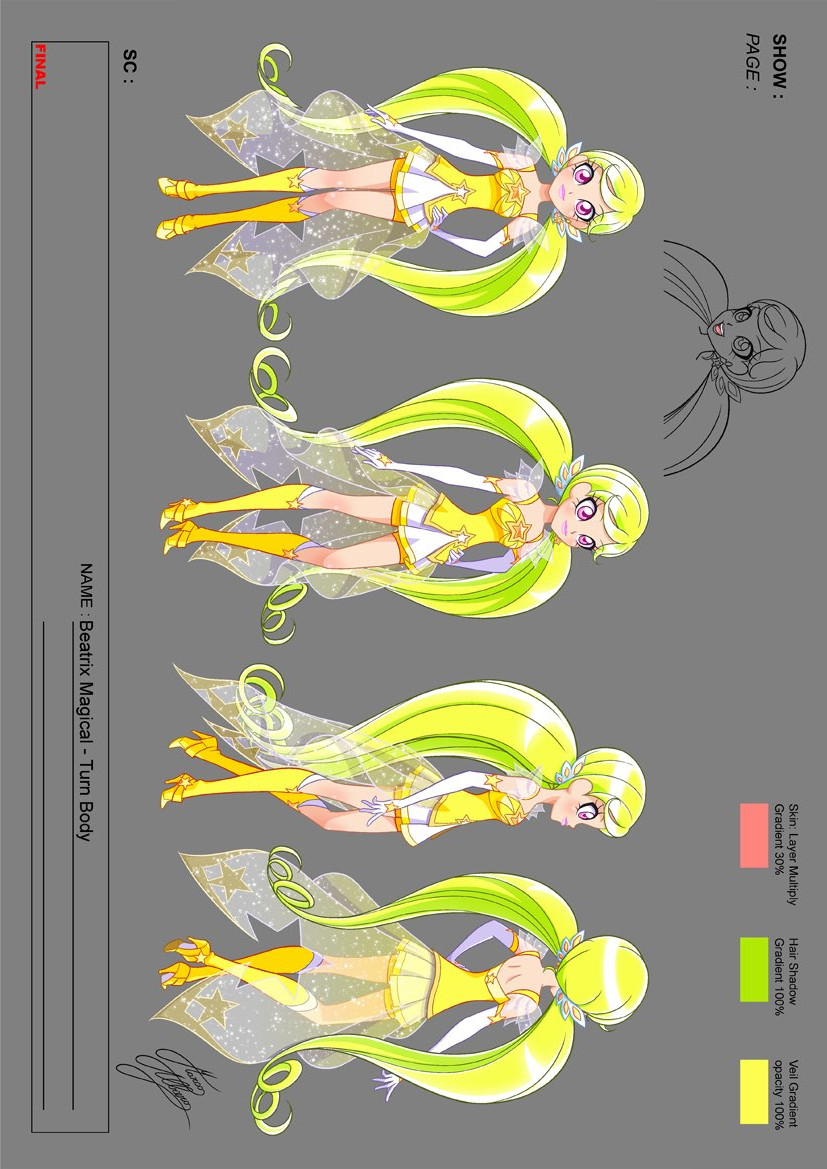 SHOW :
PAGE :
Skin: Layer Multiply
Gradient 30%
Hair Shadow
Gradient 100%
Veil Gradient
opacity 100%
SC :
NAME : Beatrix Magical - Turn Body
FINAL